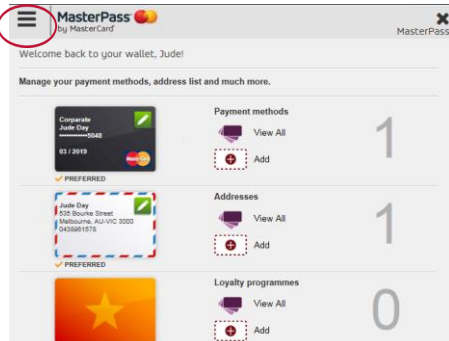 MasterPass
by MasterCard
MasterPass
Welcome back to your wallet, Jude!
Manage your payment methods, address list and much more.
Corparate
Jude Day
••••••••••••5048
03 / 2019
MasterCard
PREFERRED
Payment methods
View All
Add
1
Jude Day
535 Bourke Street
Melbourne, AU-VIC 3000
0438961578
PREFERRED
Addresses
View All
Add
1
Loyalty programmes
View All
Add
0